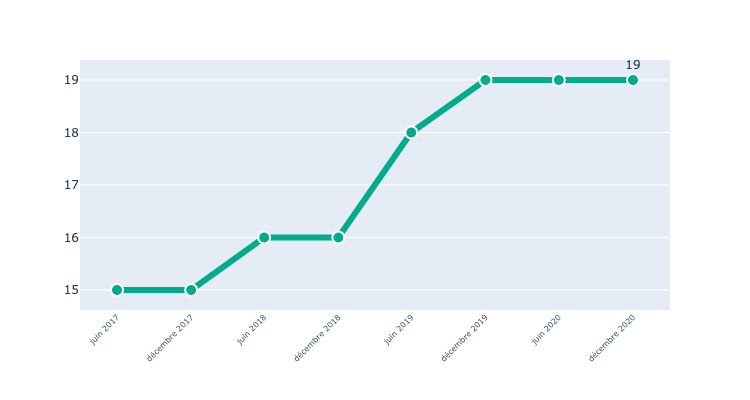 19
19
18
17
16
15
juin 2017
décembre 2017
juin 2018
décembre 2018
juin 2019
décembre 2019
juin 2020
décembre 2020